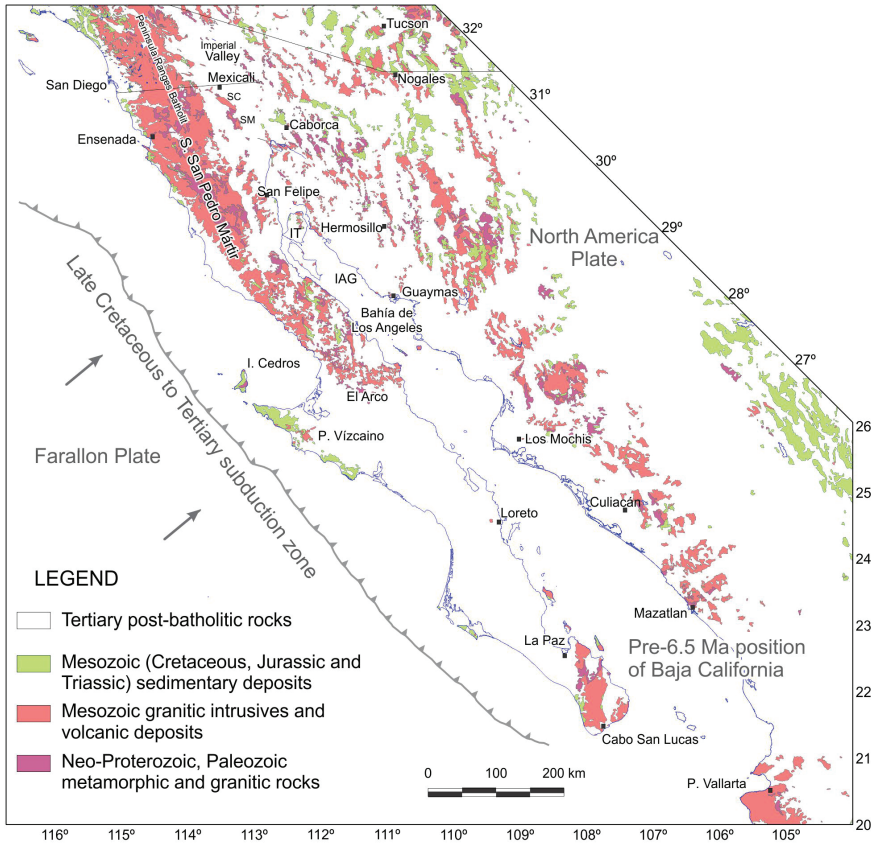 Tucson
32º
Imperial
Valley
Peninsula Ranges Batholit
San Diego
Mexicali
Nogales
31º
SC
SM
Caborca
Ensenada
30º
S. San Pedro Mártir
San Felipe
IT
Hermosillo
29º
North America
Plate
IAG
Guaymas
28º
Bahía de
Los Angeles
27º
Late Cretaceous to Tertiary subduction zone
I. Cedros
El Arco
26
P. Vízcaino
Los Mochis
Farallon Plate
25
Culiacán
Loreto
24
LEGEND
Tertiary post-batholitic rocks
Mazatlan
23
La Paz
Pre-6.5 Ma position
of Baja California
Mesozoic (Cretaceous, Jurassic and
Triassic) sedimentary deposits
22
Mesozoic granitic intrusives and
volcanic deposits
Cabo San Lucas
21
Neo-Proterozoic, Paleozoic
metamorphic and granitic rocks
0 100 200 km
P. Vallarta
20
116º 115º 114º 113º 112º 111º 110º 109º 108º 107º 106º 105º